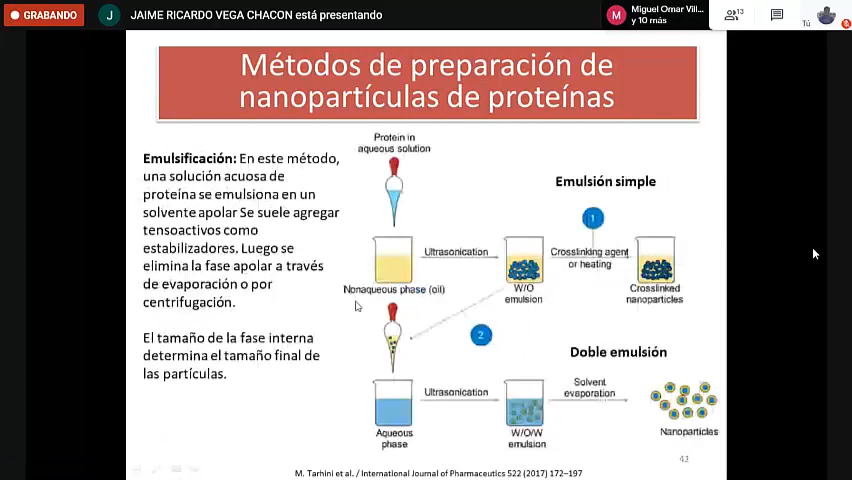 GRABANDO
J
JAIME RICARDO VEGA CHACON está presentando
M
Miguel Omar Vill...
y 10 más
13
Tú
Métodos de preparación de
nanopartículas de proteínas
Emulsificación: En este método,
una solución acuosa de
proteína se emulsiona en un
solvente apolar Se suele agregar
tensoactivos como
estabilizadores. Luego se
elimina la fase apolar a través
de evaporación o por
centrifugación.
El tamaño de la fase interna
determina el tamaño final de
las partículas.
Protein in
aqueous solution
Emulsión simple
1
Ultrasonication
Crosslinking agent
or heating
Nonaqueous phase (oil)
W/O
emulsion
Crosslinked
nanoparticles
2
Doble emulsión
Ultrasonication
Solvent
evaporation
Aqueous
phase
W/O/W
emulsion
Nanoparticles
M. Tarhini et al. / International Journal of Pharmaceutics 522 (2017) 172–197